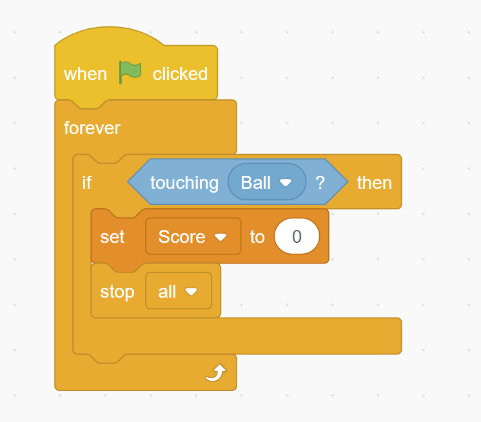 when clicked
forever
if touching Ball ? then
set Score to 0
stop all